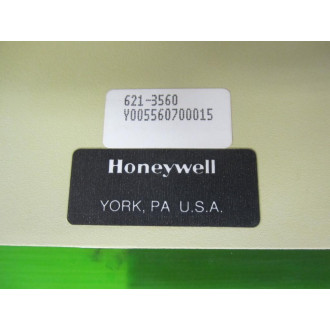 621-3560
Y005560700015
Honeywell
YORK, PA U.S.A.